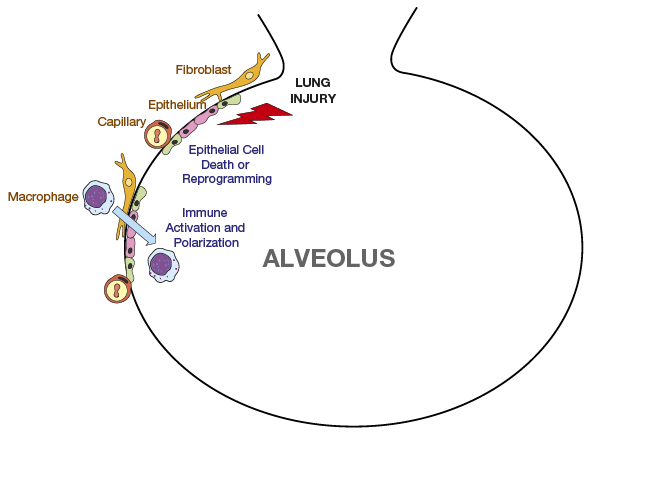 Fibroblast
LUNG
INJURY
Epithelium
Capillary
Epithelial Cell
Death or
Reprogramming
Macrophage
Immune
Activation and
Polarization
ALVEOLUS